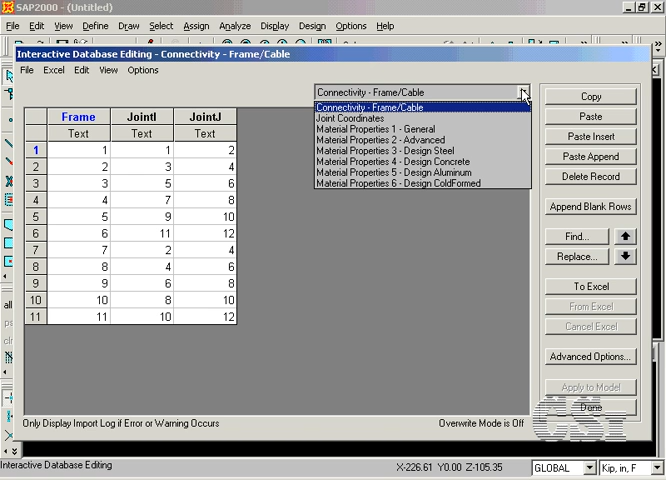 SAP2000 - (Untitled)
File Edit View Define Draw Select Assign Analyze Display Design Options Help
Interactive Database Editing - Connectivity - Frame/Cable
File Excel Edit View Options
Connectivity - Frame/Cable
Connectivity - Frame/Cable
Joint Coordinates
Material Properties 1 - General
Material Properties 2 - Advanced
Material Properties 3 - Design Steel
Material Properties 4 - Design Concrete
Material Properties 5 - Design Aluminum
Material Properties 6 - Design ColdFormed
Frame JointI JointJ
Text Text Text
1 1 1 2
2 2 3 4
3 3 5 6
4 4 7 8
5 5 9 10
6 6 11 12
7 7 2 4
8 8 4 6
9 9 6 8
10 10 8 10
11 11 10 12
Copy
Paste
Paste Insert
Paste Append
Delete Record
Append Blank Rows
Find...
Replace...
To Excel
From Excel
Cancel Excel
Advanced Options...
Apply to Model
Done
CSI
all
ps
clr
Only Display Import Log if Error or Warning Occurs Overwrite Mode is Off
Interactive Database Editing X-226.61 Y0.00 Z-105.35 GLOBAL Kip, in, F